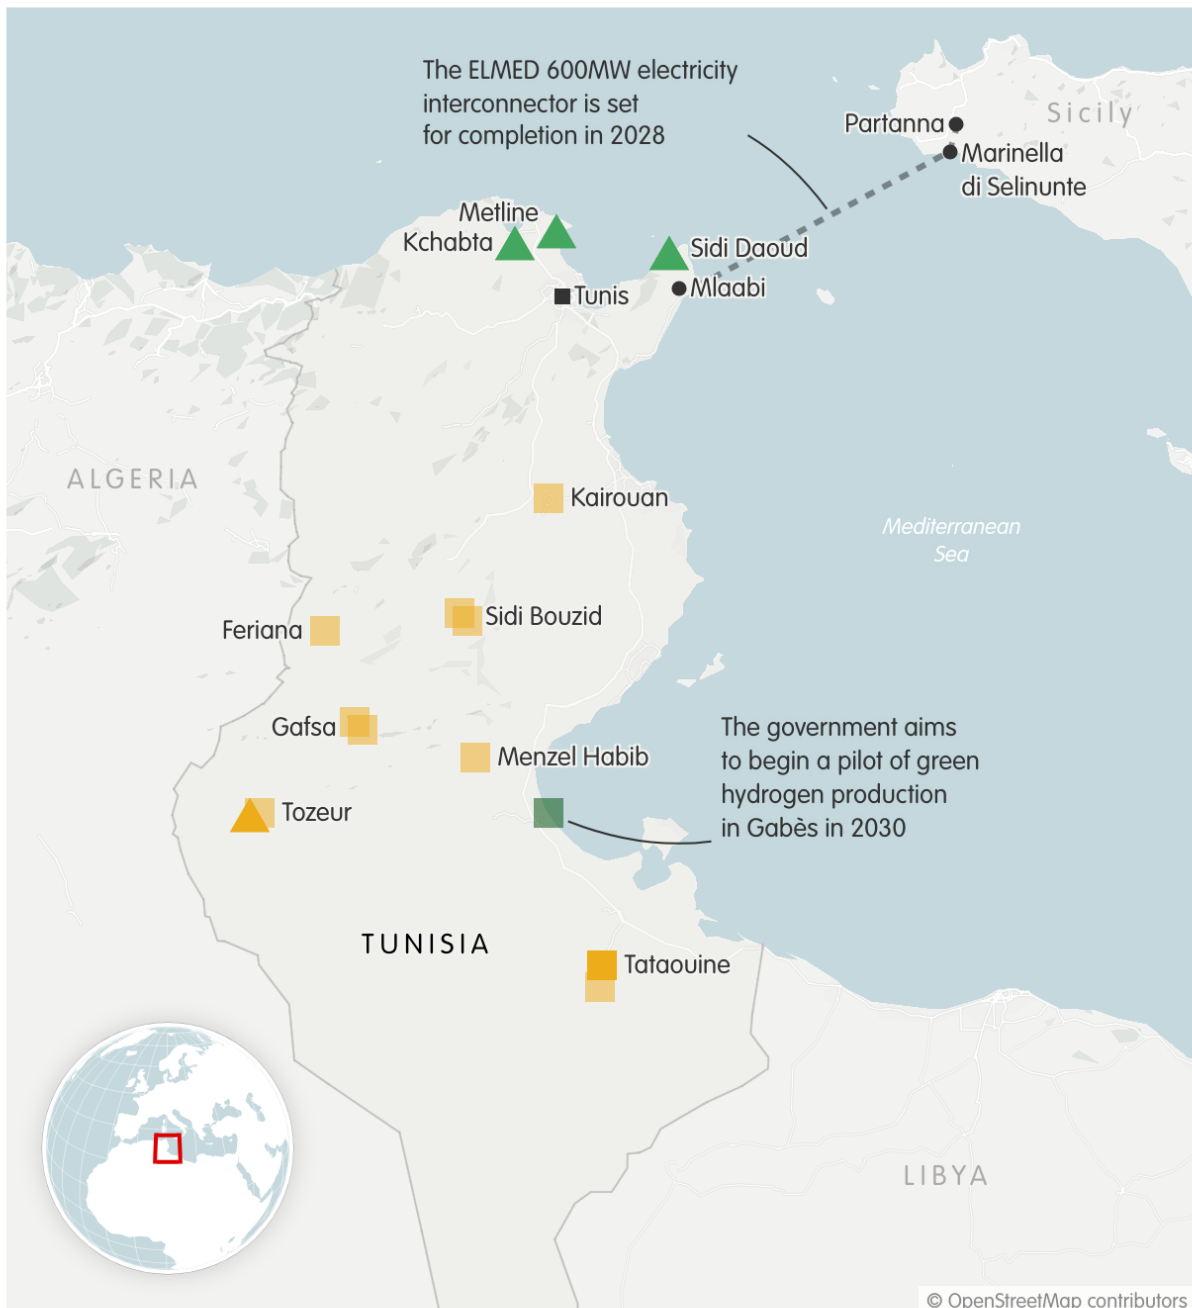 The ELMED 600MW electricity
interconnector is set
for completion in 2028
Sicily
Partanna
Marinella
di Selinunte
Metline
Kchabta
Sidi Daoud
Mlaabi
Tunis
ALGERIA
Kairouan
Mediterranean
Sea
Sidi Bouzid
Feriana
Gafsa
Menzel Habib
The government aims
to begin a pilot of green
hydrogen production
in Gabès in 2030
Tozeur
TUNISIA
Tataouine
LIBYA
© OpenStreetMap contributors